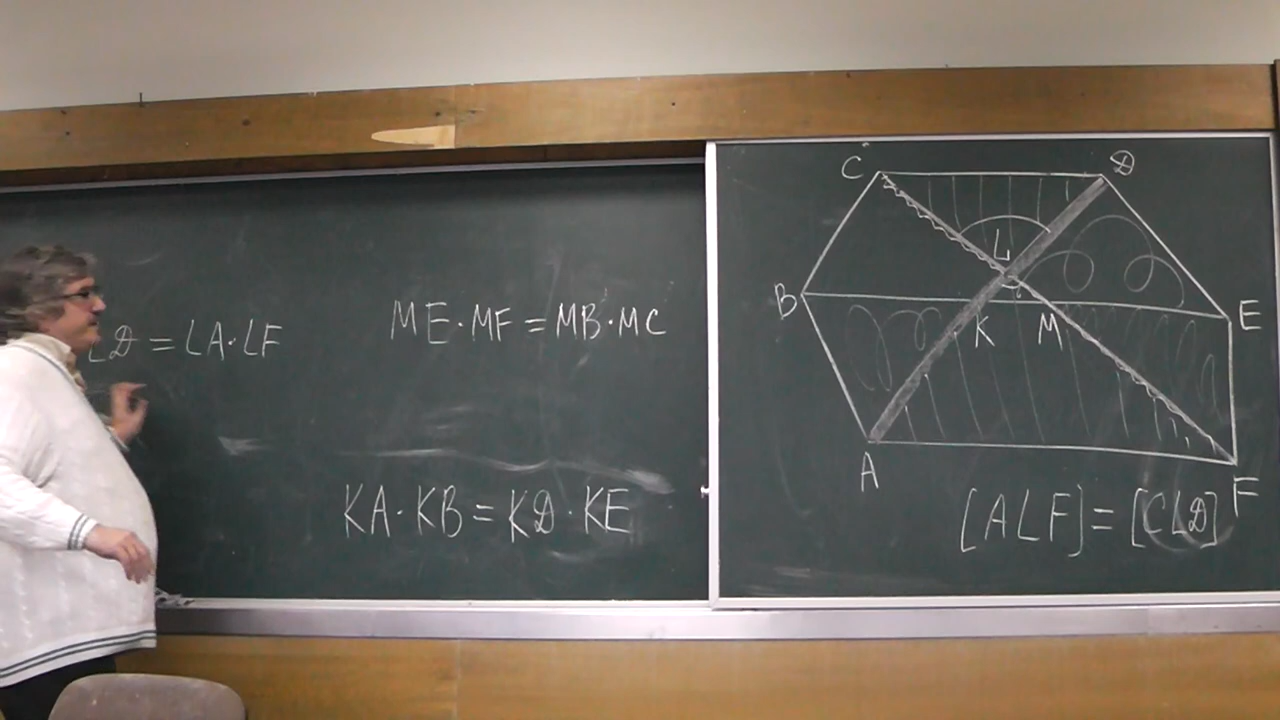 LD = LA·LF
ME·MF = MB·MC
KA·KB = KD·KE
C
D
L
B
K
M
E
A
F
[ALF] = [CLD]